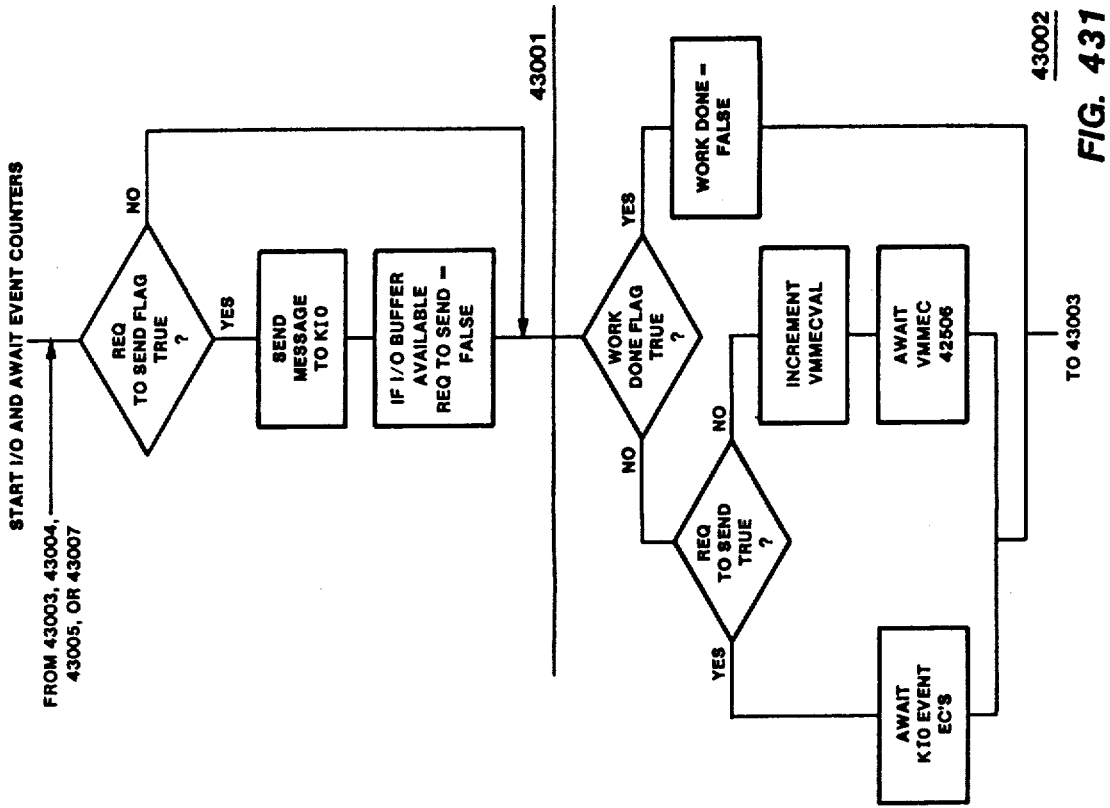 START I/O AND AWAIT EVENT COUNTERS
FROM 43003, 43004,
43005, OR 43007
REQ
TO SEND FLAG
TRUE
?
NO
YES
SEND
MESSAGE
TO KIO
IF I/O BUFFER
AVAILABLE
REQ TO SEND =
FALSE
43001
WORK
DONE FLAG
TRUE
?
NO
YES
WORK DONE =
FALSE
REQ
TO SEND
TRUE
?
YES
NO
INCREMENT
VMMECVAL
AWAIT
VMMEC
42506
AWAIT
KIO EVENT
EC'S
TO 43003
43002
FIG. 431